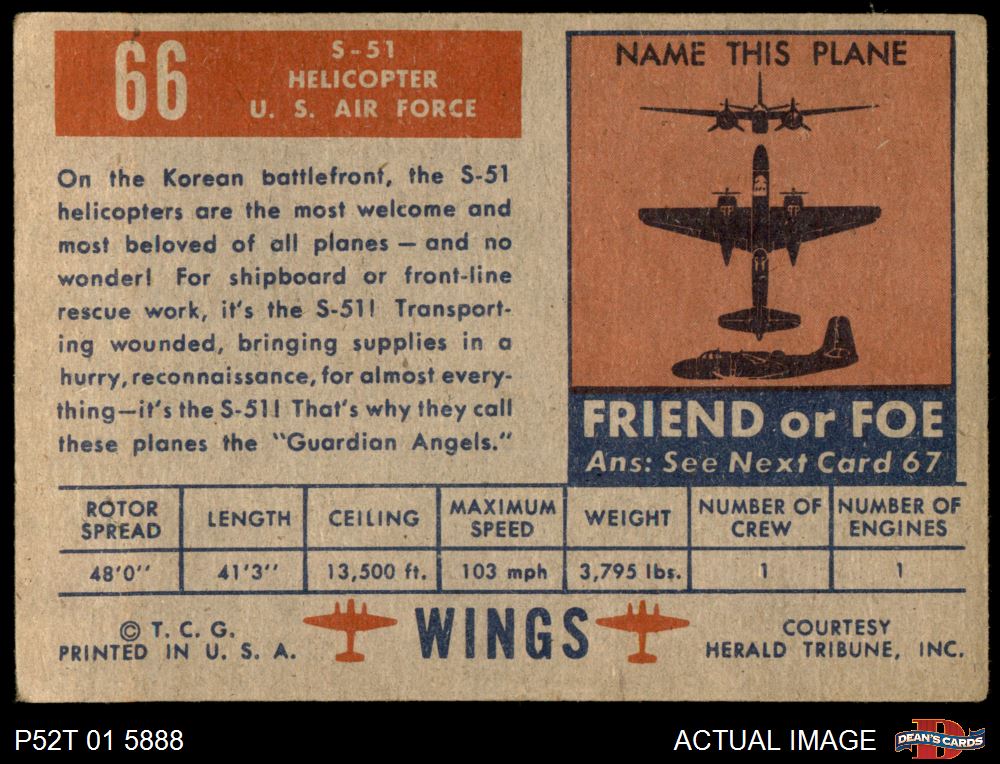 66
S-51
HELICOPTER
U. S. AIR FORCE
On the Korean battlefront, the S-51
helicopters are the most welcome and
most beloved of all planes — and no
wonder! For shipboard or front-line
rescue work, it's the S-51! Transport-
ing wounded, bringing supplies in a
hurry, reconnaissance, for almost every-
thing—it's the S-51! That's why they call
these planes the "Guardian Angels."
NAME THIS PLANE
FRIEND or FOE
Ans: See Next Card 67
ROTOR SPREAD LENGTH CEILING MAXIMUM SPEED WEIGHT NUMBER OF CREW NUMBER OF ENGINES
48'0'' 41'3'' 13,500 ft. 103 mph 3,795 lbs. 1 1
© T. C. G.
PRINTED IN U. S. A.
WINGS
COURTESY
HERALD TRIBUNE, INC.
P52T 01 5888
ACTUAL IMAGE
D
DEAN'S CARDS